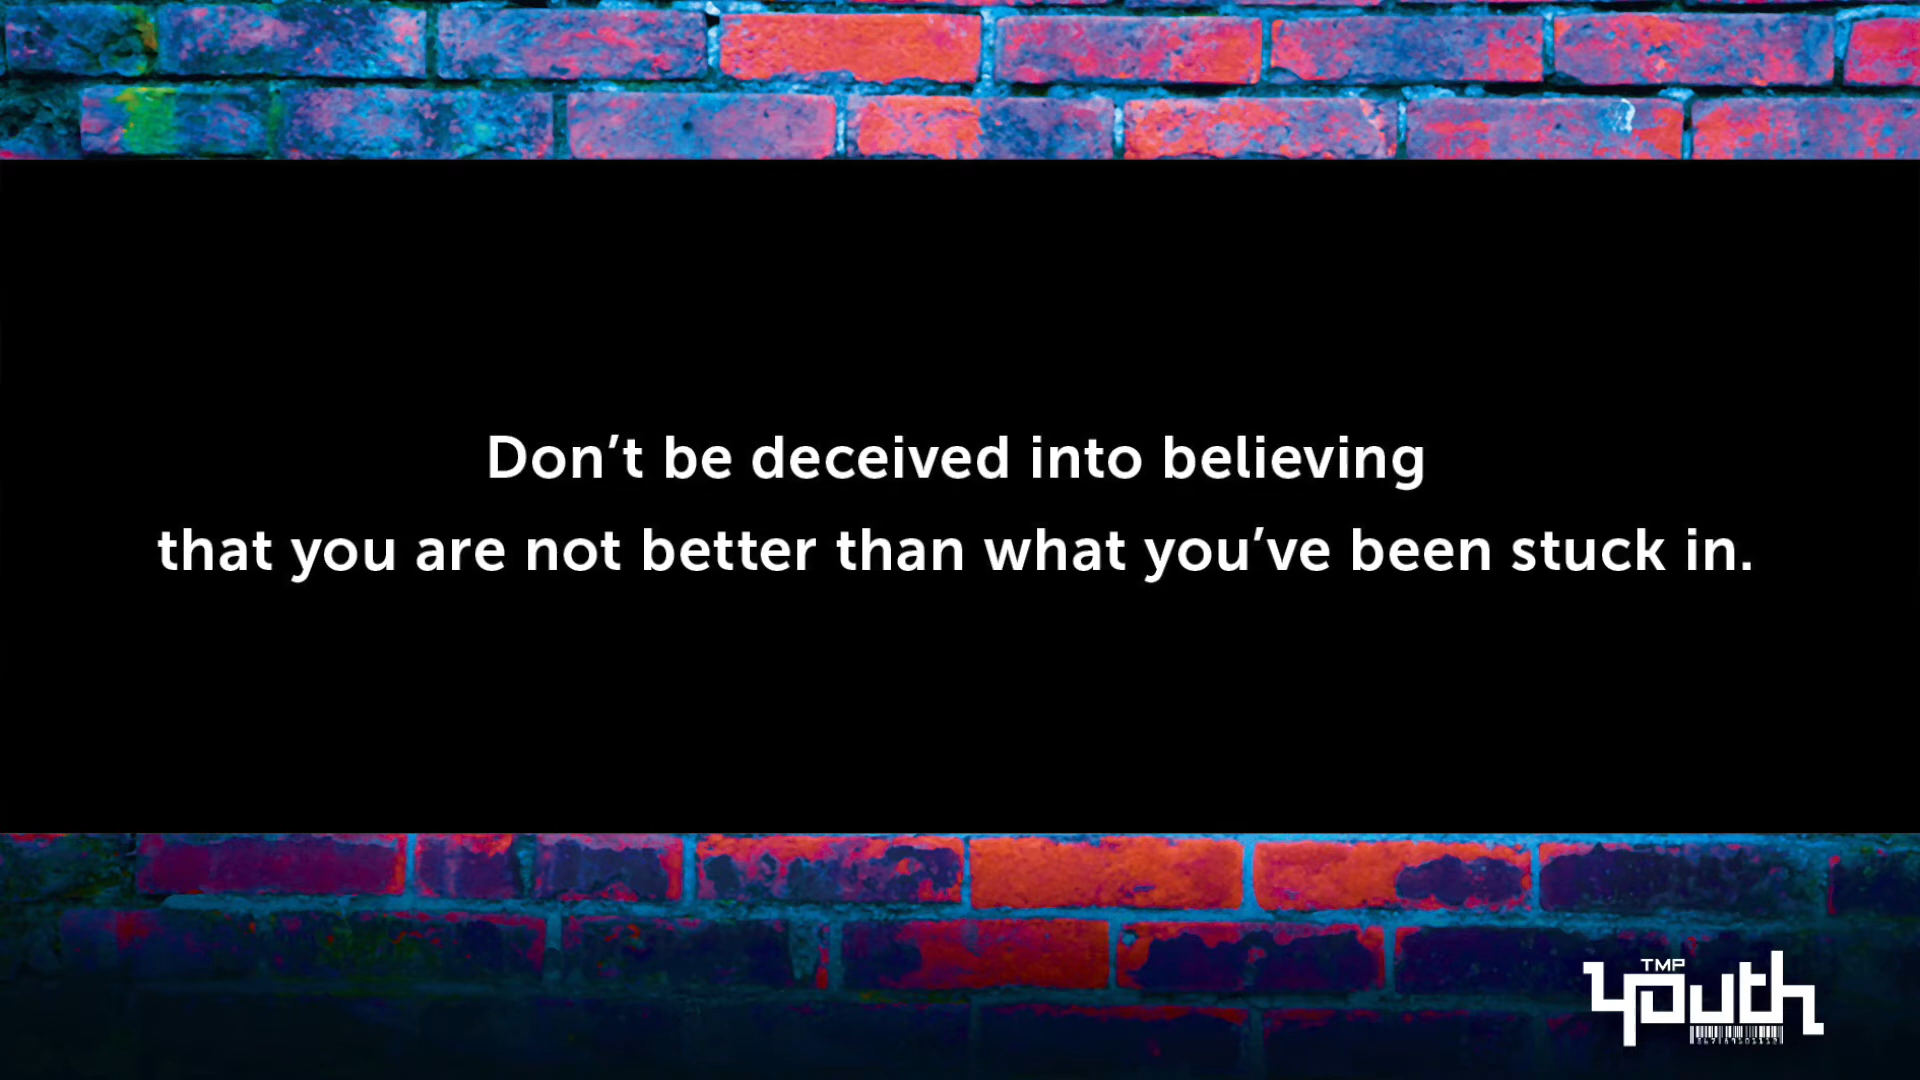 Don’t be deceived into believing
that you are not better than what you’ve been stuck in.
TMP
youth